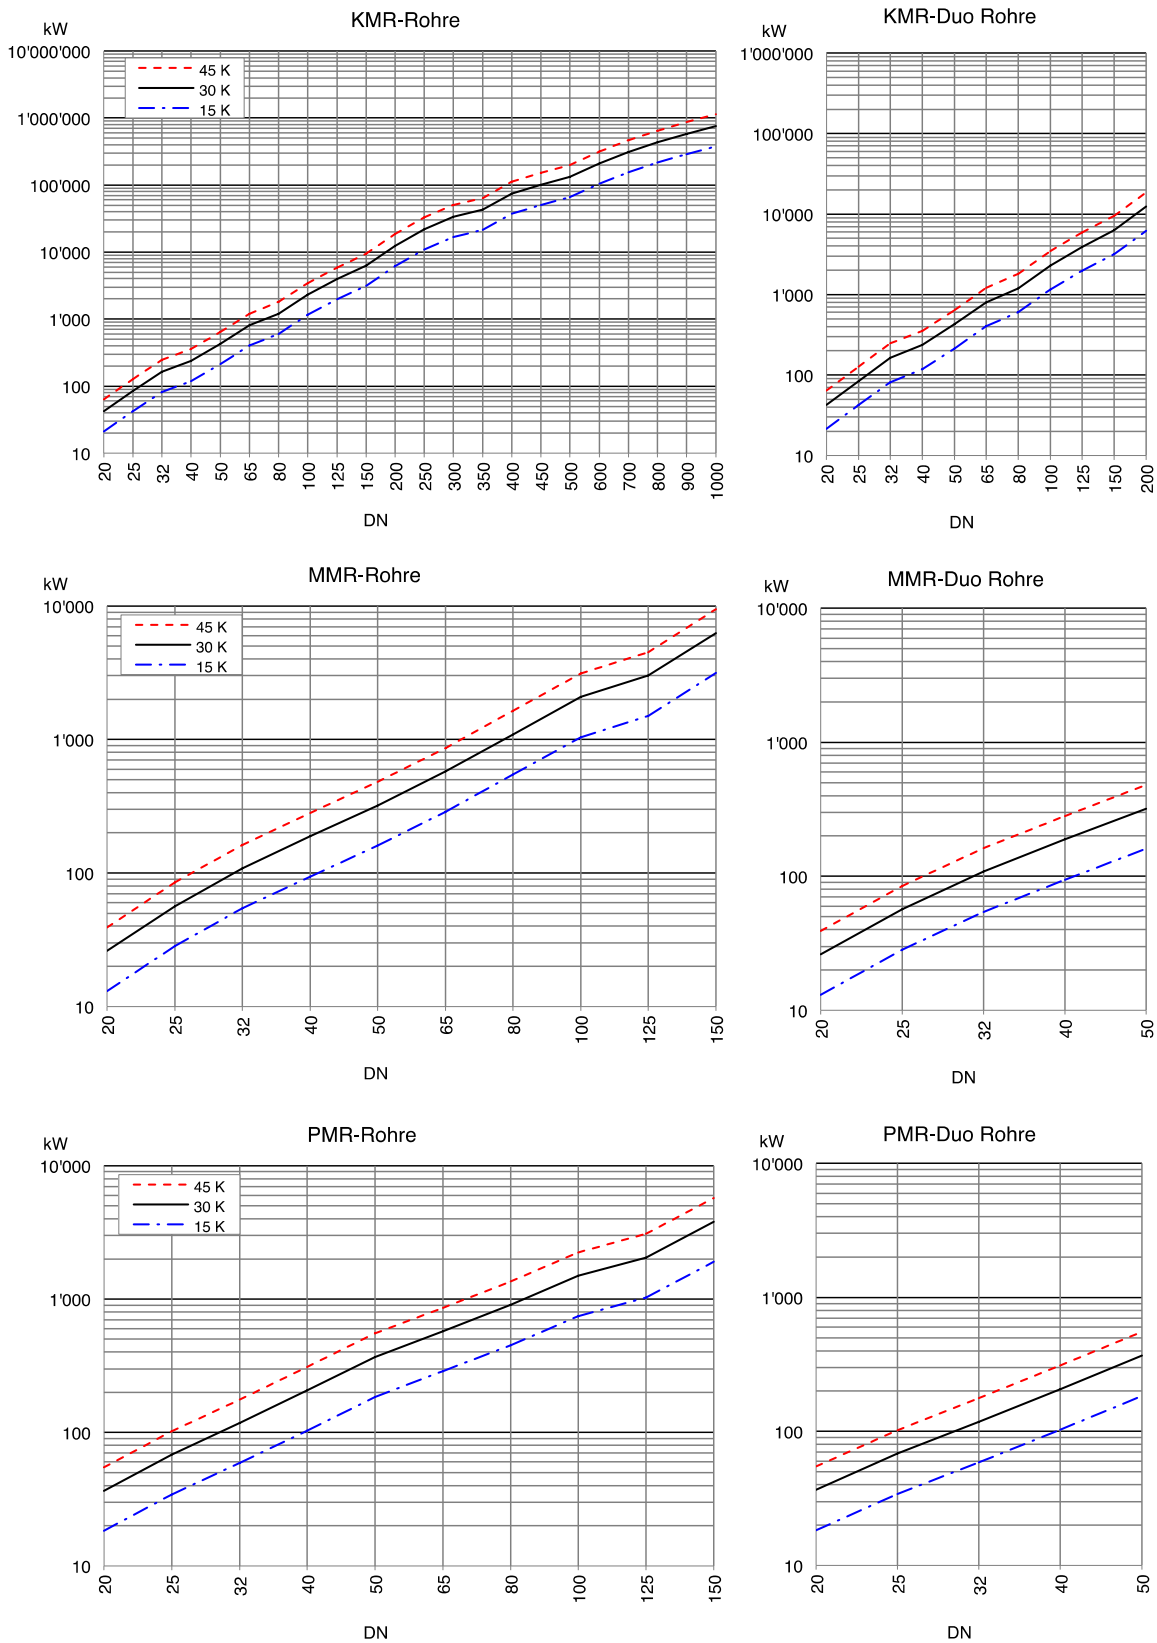 KMR-Rohre
kW
10'000'000
1'000'000
100'000
10'000
1'000
100
10
45 K
30 K
15 K
20 25 32 40 50 65 80 100 125 150 200 250 300 350 400 450 500 600 700 800 900 1000
DN
KMR-Duo Rohre
kW
1'000'000
100'000
10'000
1'000
100
10
20 25 32 40 50 65 80 100 125 150 200
DN
MMR-Rohre
kW
10'000
1'000
100
10
45 K
30 K
15 K
20 25 32 40 50 65 80 100 125 150
DN
MMR-Duo Rohre
kW
10'000
1'000
100
10
20 25 32 40 50
DN
PMR-Rohre
kW
10'000
1'000
100
10
45 K
30 K
15 K
20 25 32 40 50 65 80 100 125 150
DN
PMR-Duo Rohre
kW
10'000
1'000
100
10
20 25 32 40 50
DN